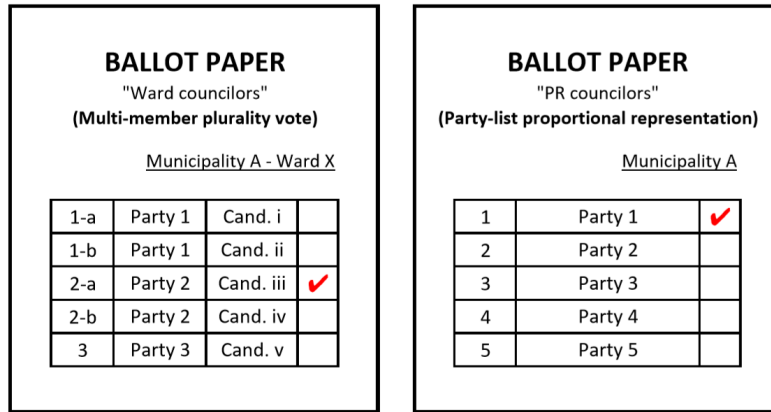 BALLOT PAPER
"Ward councilors"
(Multi-member plurality vote)
Municipality A - Ward X
1-a Party 1 Cand. i
1-b Party 1 Cand. ii
2-a Party 2 Cand. iii ✔
2-b Party 2 Cand. iv
3 Party 3 Cand. v
BALLOT PAPER
"PR councilors"
(Party-list proportional representation)
Municipality A
1 Party 1 ✔
2 Party 2
3 Party 3
4 Party 4
5 Party 5